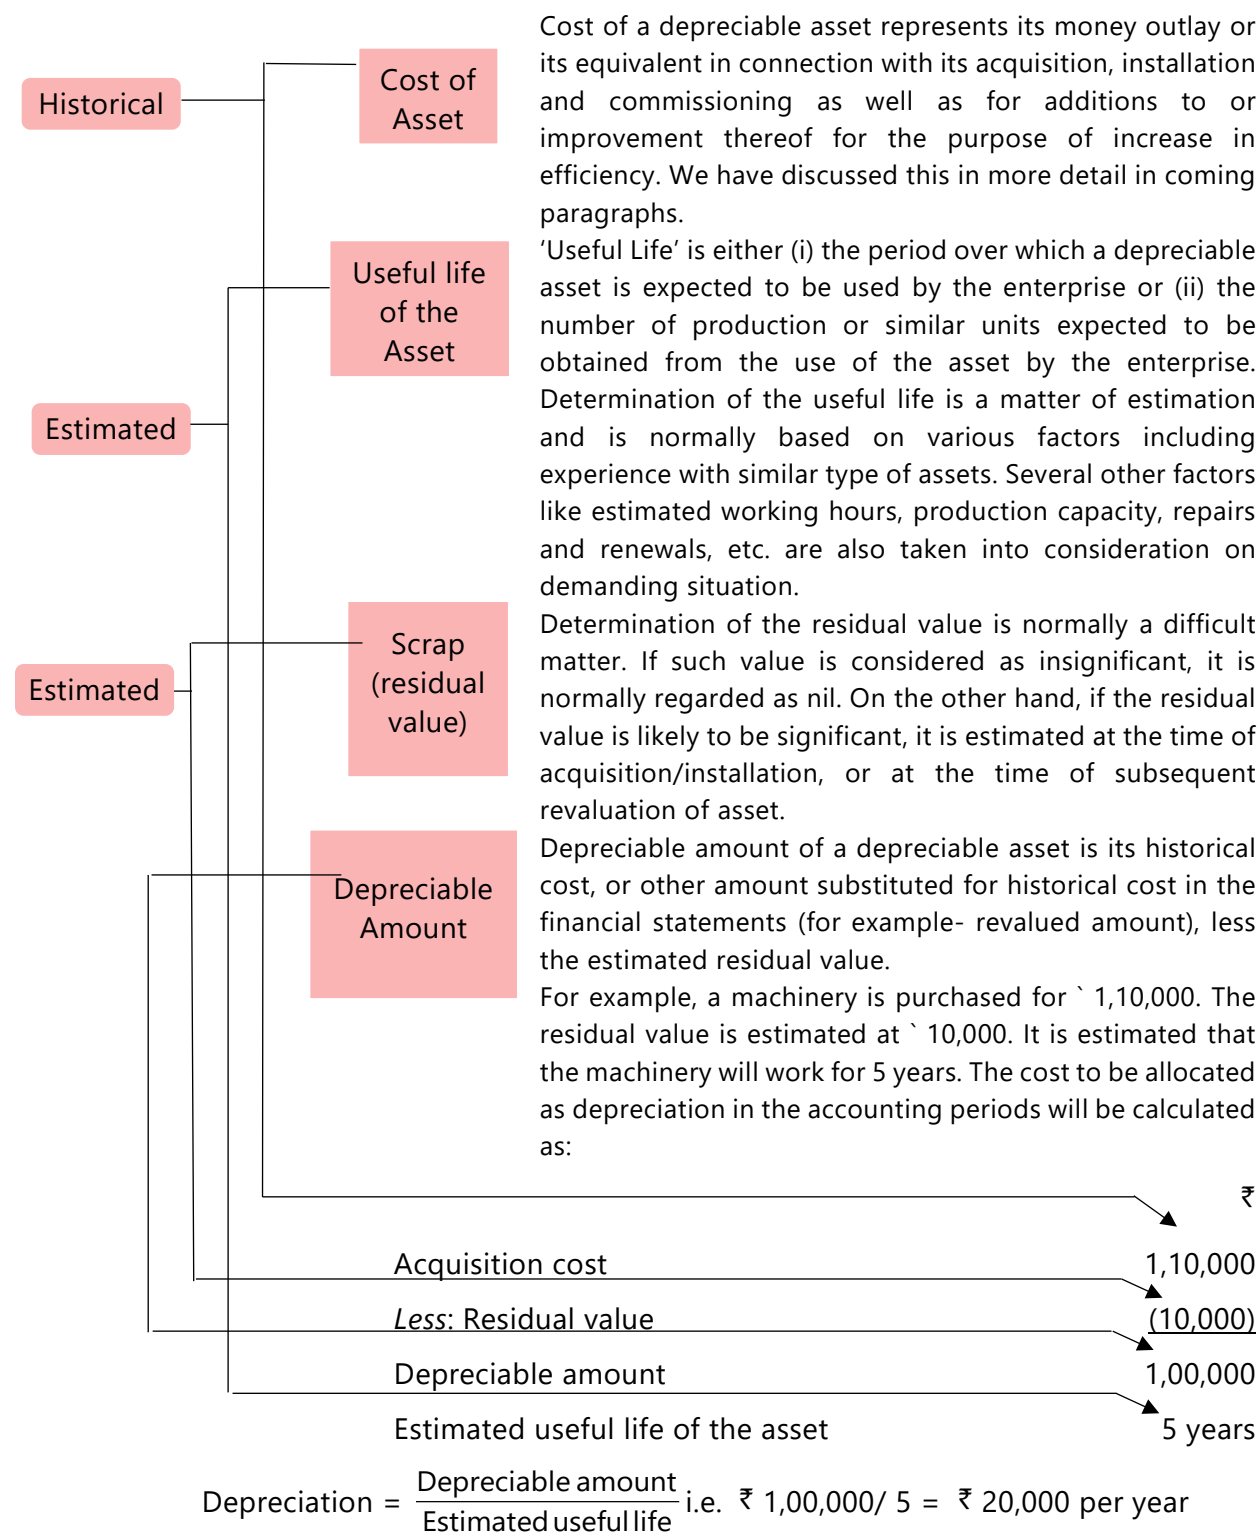 Cost of a depreciable asset represents its money outlay or
its equivalent in connection with its acquisition, installation
and commissioning as well as for additions to or
improvement thereof for the purpose of increase in
efficiency. We have discussed this in more detail in coming
paragraphs.
Historical
Cost of
Asset
‘Useful Life’ is either (i) the period over which a depreciable
asset is expected to be used by the enterprise or (ii) the
number of production or similar units expected to be
obtained from the use of the asset by the enterprise.
Determination of the useful life is a matter of estimation
and is normally based on various factors including
experience with similar type of assets. Several other factors
like estimated working hours, production capacity, repairs
and renewals, etc. are also taken into consideration on
demanding situation.
Useful life
of the
Asset
Estimated
Determination of the residual value is normally a difficult
matter. If such value is considered as insignificant, it is
normally regarded as nil. On the other hand, if the residual
value is likely to be significant, it is estimated at the time of
acquisition/installation, or at the time of subsequent
revaluation of asset.
Scrap
(residual
value)
Estimated
Depreciable amount of a depreciable asset is its historical
cost, or other amount substituted for historical cost in the
financial statements (for example- revalued amount), less
the estimated residual value.
Depreciable
Amount
For example, a machinery is purchased for ` 1,10,000. The
residual value is estimated at ` 10,000. It is estimated that
the machinery will work for 5 years. The cost to be allocated
as depreciation in the accounting periods will be calculated
as:
₹
Acquisition cost 1,10,000
Less: Residual value (10,000)
Depreciable amount 1,00,000
Estimated useful life of the asset 5 years
Depreciation = Depreciable amount / Estimated useful life i.e. ₹ 1,00,000/ 5 = ₹ 20,000 per year